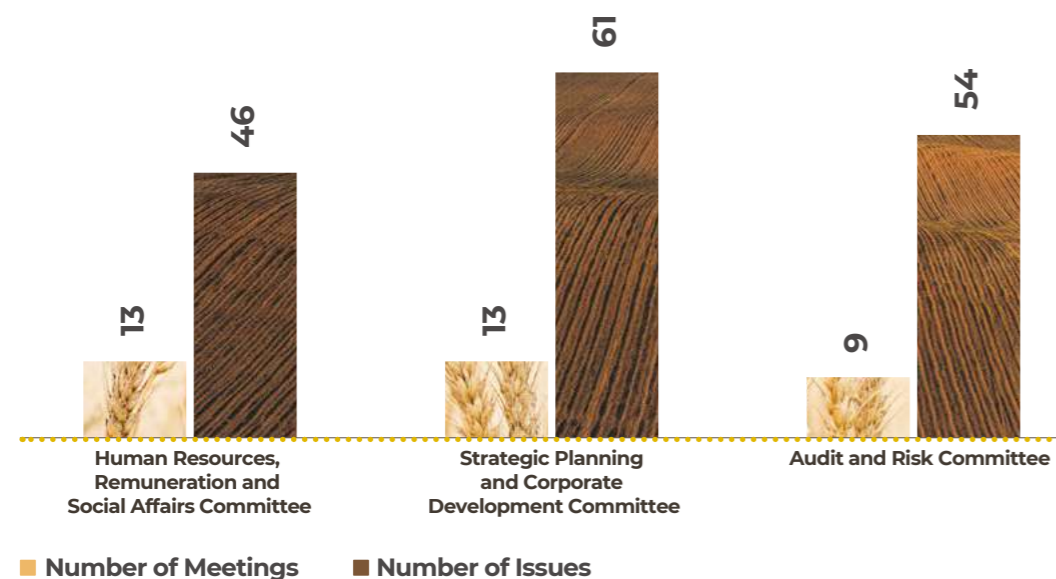 13
46
13
61
9
54
Human Resources,
Remuneration and
Social Affairs Committee
Strategic Planning
and Corporate
Development Committee
Audit and Risk Committee
Number of Meetings
Number of Issues